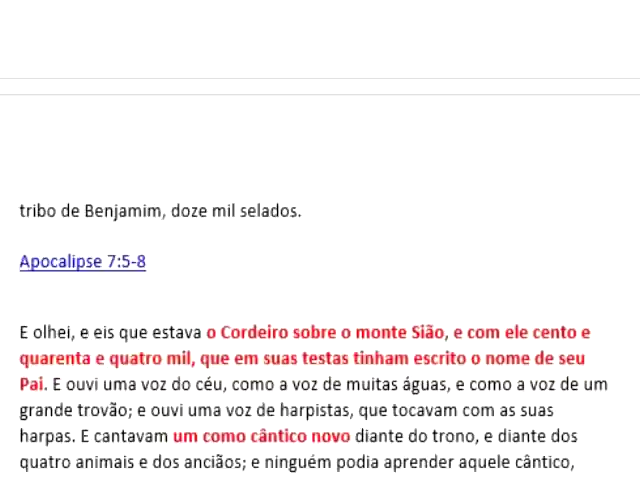 tribo de Benjamim, doze mil selados.
Apocalipse 7:5-8
E olhei, e eis que estava o Cordeiro sobre o monte Sião, e com ele cento e
quarenta e quatro mil, que em suas testas tinham escrito o nome de seu
Pai. E ouvi uma voz do céu, como a voz de muitas águas, e como a voz de um
grande trovão; e ouvi uma voz de harpistas, que tocavam com as suas
harpas. E cantavam um como cântico novo diante do trono, e diante dos
quatro animais e dos anciãos; e ninguém podia aprender aquele cântico,